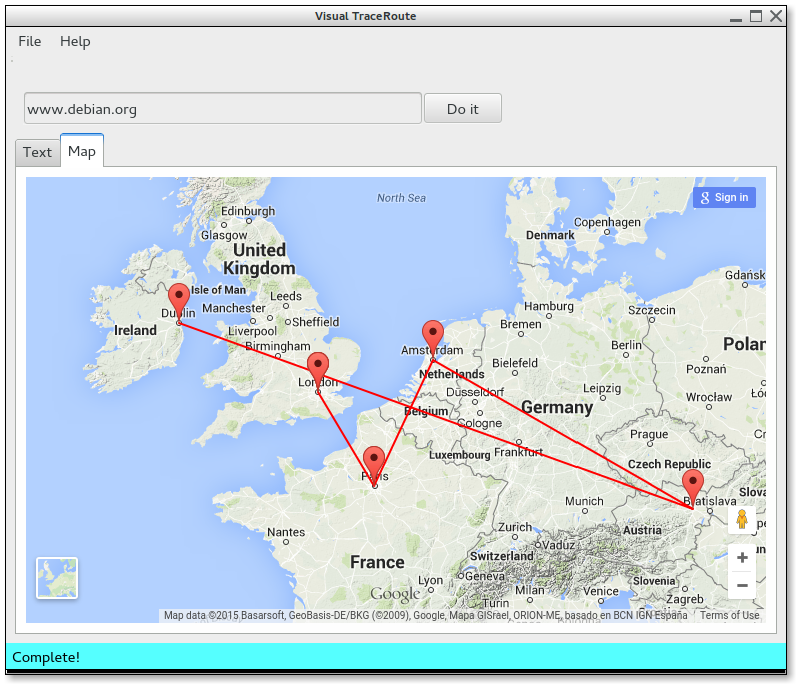 Visual TraceRoute
File Help
www.debian.org
Do it
Text
Map
North Sea
Sign in
Edinburgh
Glasgow
Copenhagen
Denmark
United
Kingdom
Gdańsk
Isle of Man
Leeds
Manchester
Dublin
Hamburg
Szczecin
Sheffield
Ireland
Liverpool
Bremen
Birmingham
Amsterdam
Berlin
Polan
Bielefeld
Poznań
Netherlands
London
Dusseldorf
Leipzig
Wrocław
Łó
Belgium
Germany
Cologne
Prague
Luxembourg
Frankfurt
Czech Republic
Paris
Bratislava
Slova
Munich
Nantes
Zurich
Austria
Vaduz
France
Switzerland
Geneva
Slovenia
Lyon
Milan
Venice
Zagreb
Google
Turin
Map data ©2015 Basarsoft, GeoBasis-DE/BKG (©2009), Google, Mapa GISrael, ORION-ME, basado en BCN IGN España
Terms of Use
Complete!